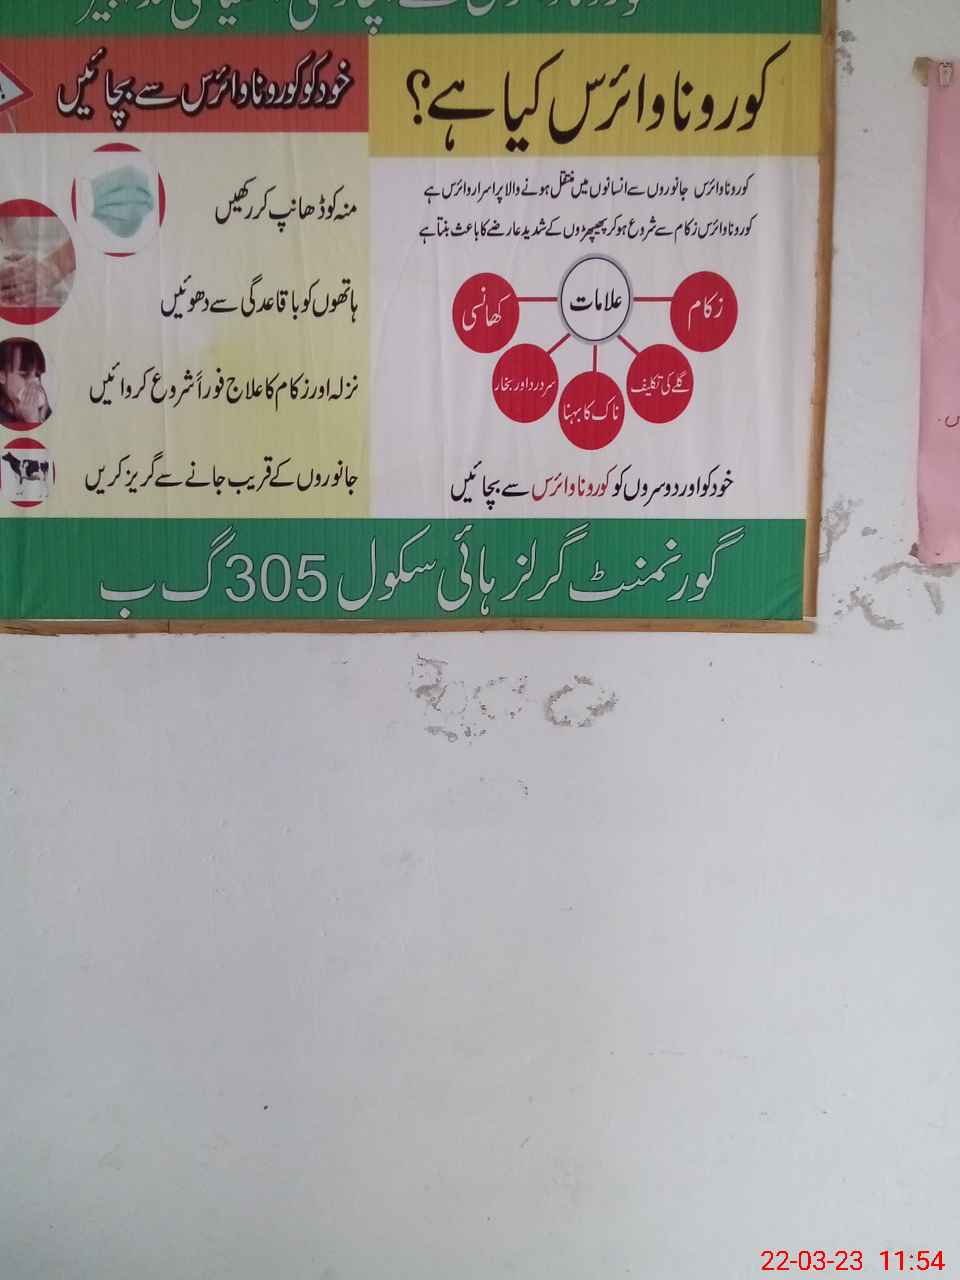 کورونا وائرس کیا ہے؟
کورونا وائرس جانوروں سے انسانوں میں منتقل ہونے والا پراسرار وائرس ہے
کورونا وائرس زکام سے شروع ہوکر پھیپھڑوں کے شدید عارضے کا باعث بنتا ہے
علامات
زکام
گلے کی تکلیف
ناک کا بہنا
سردرد اور بخار
کھانسی
خود کو اور دوسروں کو کورونا وائرس سے بچائیں
خود کو کورونا وائرس سے بچائیں
منہ کو ڈھانپ کر رکھیں
ہاتھوں کو باقاعدگی سے دھوئیں
نزلہ اور زکام کا علاج فوراً شروع کروائیں
جانوروں کے قریب جانے سے گریز کریں
گورنمنٹ گرلز ہائی سکول 305 گ ب
22-03-23 11:54